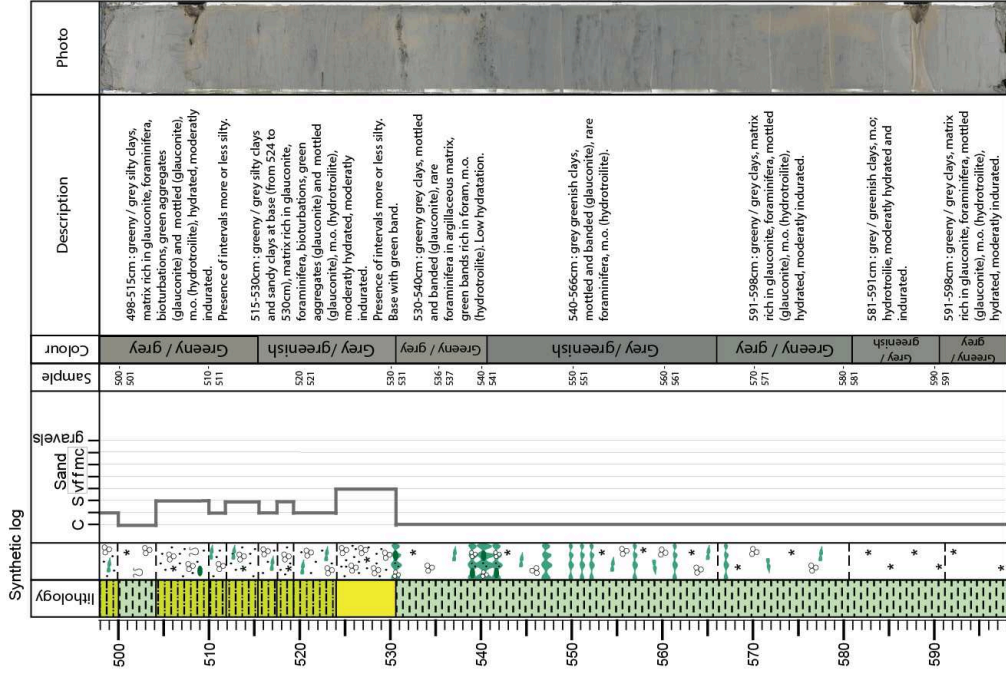 Synthetic log
lithology
C S vf f m c gravels
Sand
Sample
Colour
Description
Photo
500
510
520
530
540
550
560
570
580
590
500
501
510
511
520
521
530
531
536
537
540
541
550
551
560
561
570
571
580
581
590
591
Greeny / grey
Grey/greenish
Greeny / grey
Grey/greenish
Greeny / grey
Grey /
greenish
Greeny /
grey
498-515cm : greeny / grey silty clays,
matrix rich in glauconite, foraminifera,
bioturbations, green aggregates
(glauconite) and mottled (glauconite),
m.o. (hydrotroilite), hydrated, moderatly
indurated.
Presence of intervals more or less silty.
515-530cm : greeny / grey silty clays
and sandy clays at base (from 524 to
530cm), matrix rich in glauconite,
foraminifera, bioturbations, green
aggregates (glauconite) and mottled
(glauconite), m.o. (hydrotroilite),
moderatly hydrated, moderatly
indurated.
Presence of intervals more or less silty.
Base with green band.
530-540cm : greeny grey clays, mottled
and banded (glauconite), rare
foraminifera in argillaceous matrix,
green bands rich in foram, m.o.
(hydrotroilite). Low hydratation.
540-566cm : grey greenish clays,
mottled and banded (glauconite), rare
foraminifera, m.o. (hydrotroilite).
591-598cm : greeny / grey clays, matrix
rich in glauconite, foraminifera, mottled
(glauconite), m.o. (hydrotroilite),
hydrated, moderatly indurated.
581-591cm : grey / greenish clays, m.o;
hydrotroilie, moderatly hydrated and
indurated.
591-598cm : greeny / grey clays, matrix
rich in glauconite, foraminifera, mottled
(glauconite), m.o. (hydrotroilite),
hydrated, moderatly indurated.